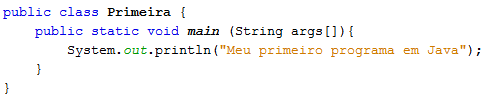 public class Primeira {
    public static void main (String args[]){
        System.out.println("Meu primeiro programa em Java");
    }
}